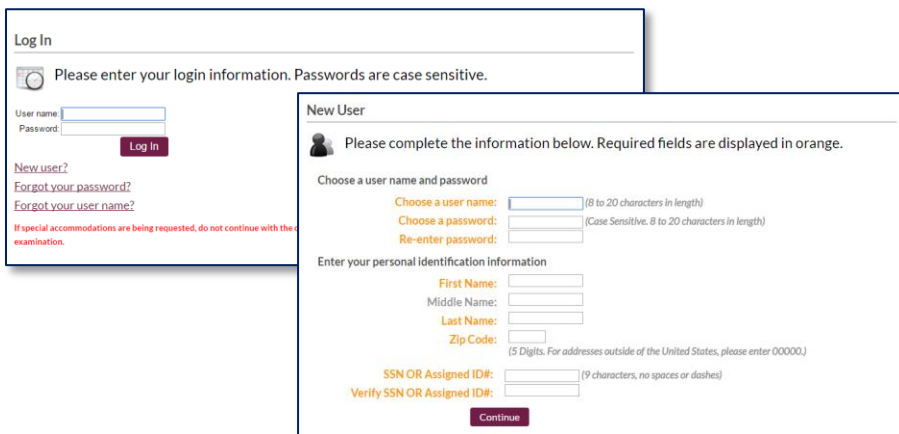 Log In
Please enter your login information. Passwords are case sensitive.
User name:
Password:
Log In
New user?
Forgot your password?
Forgot your user name?
If special accommodations are being requested, do not continue with the
examination.
New User
Please complete the information below. Required fields are displayed in orange.
Choose a user name and password
Choose a user name: (8 to 20 characters in length)
Choose a password: (Case Sensitive. 8 to 20 characters in length)
Re-enter password:
Enter your personal identification information
First Name:
Middle Name:
Last Name:
Zip Code:
(5 Digits. For addresses outside of the United States, please enter 00000.)
SSN OR Assigned ID#: (9 characters, no spaces or dashes)
Verify SSN OR Assigned ID#:
Continue